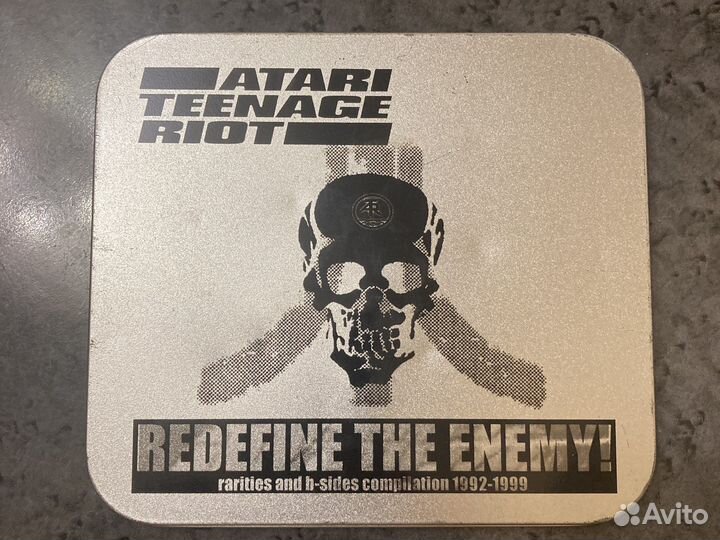 ATARI
TEENAGE
RIOT
REDEFINE THE ENEMY!
rarities and b-sides compilation 1992-1999
Avito